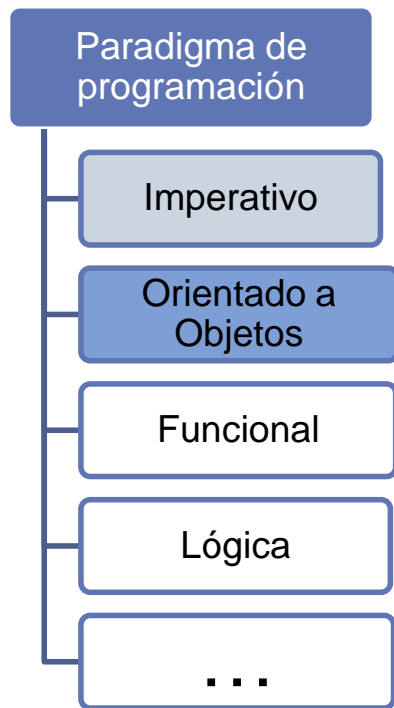 Paradigma de
programación
Imperativo
Orientado a
Objetos
Funcional
Lógica
...